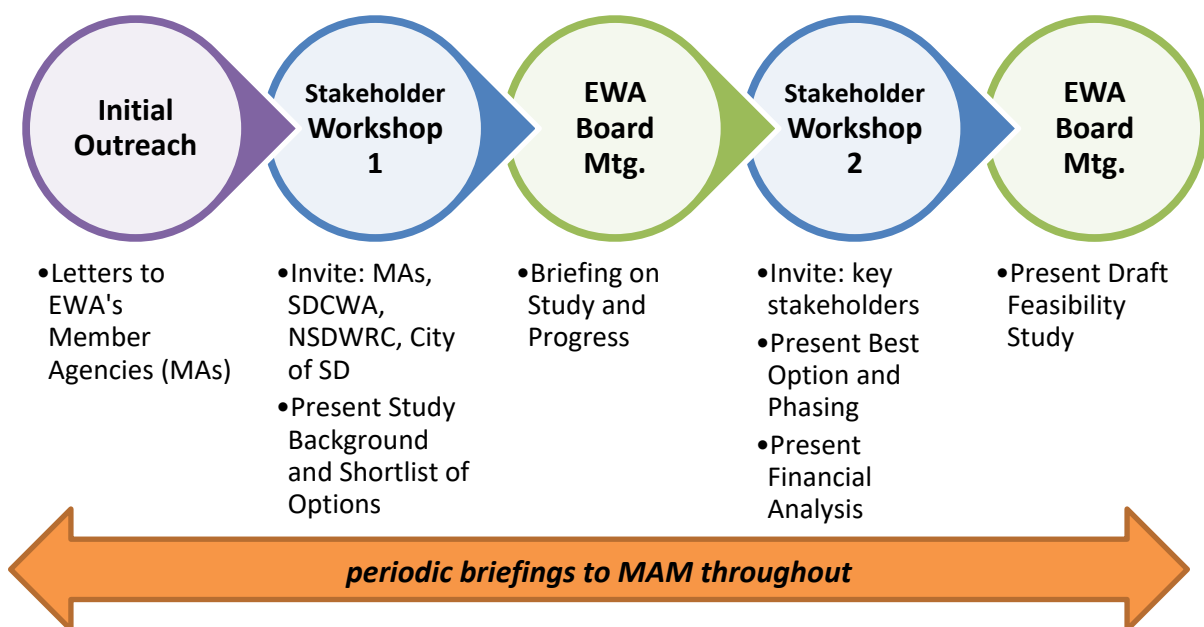 Initial
Outreach
•Letters to
EWA's
Member
Agencies (MAs)
Stakeholder
Workshop
1
•Invite: MAs,
SDCWA,
NSDWRC, City
of SD
•Present Study
Background
and Shortlist of
Options
EWA
Board
Mtg.
•Briefing on
Study and
Progress
Stakeholder
Workshop
2
•Invite: key
stakeholders
•Present Best
Option and
Phasing
•Present
Financial
Analysis
EWA
Board
Mtg.
•Present Draft
Feasibility
Study
periodic briefings to MAM throughout